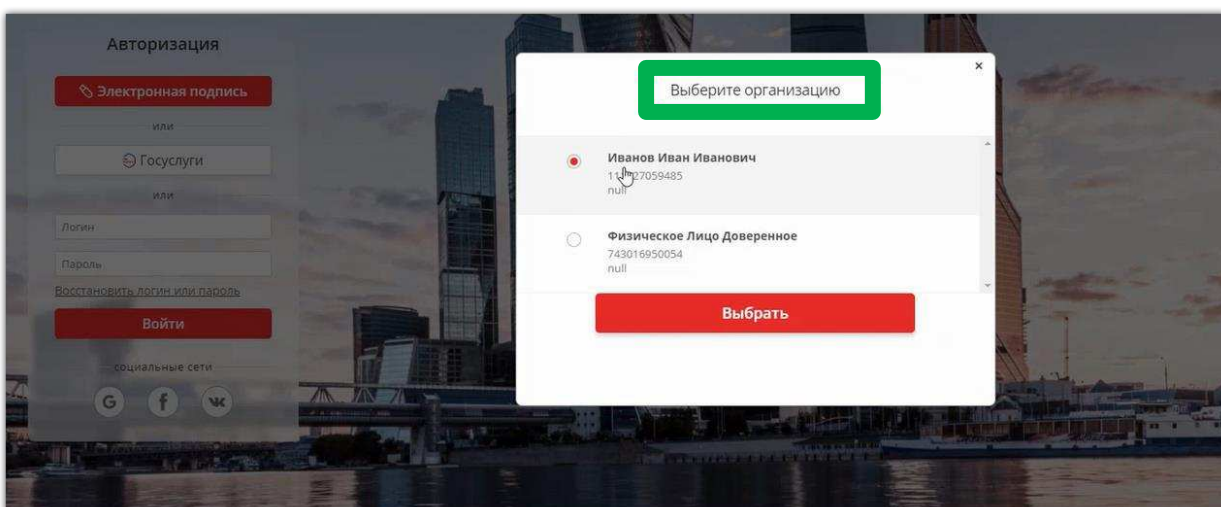 Авторизация
Электронная подпись
или
Госуслуги
или
Логин
Пароль
Восстановить логин или пароль
Войти
социальные сети
G f
Выберите организацию
×
Иванов Иван Иванович
null
Физическое Лицо Доверенное
743016950054
null
Выбрать